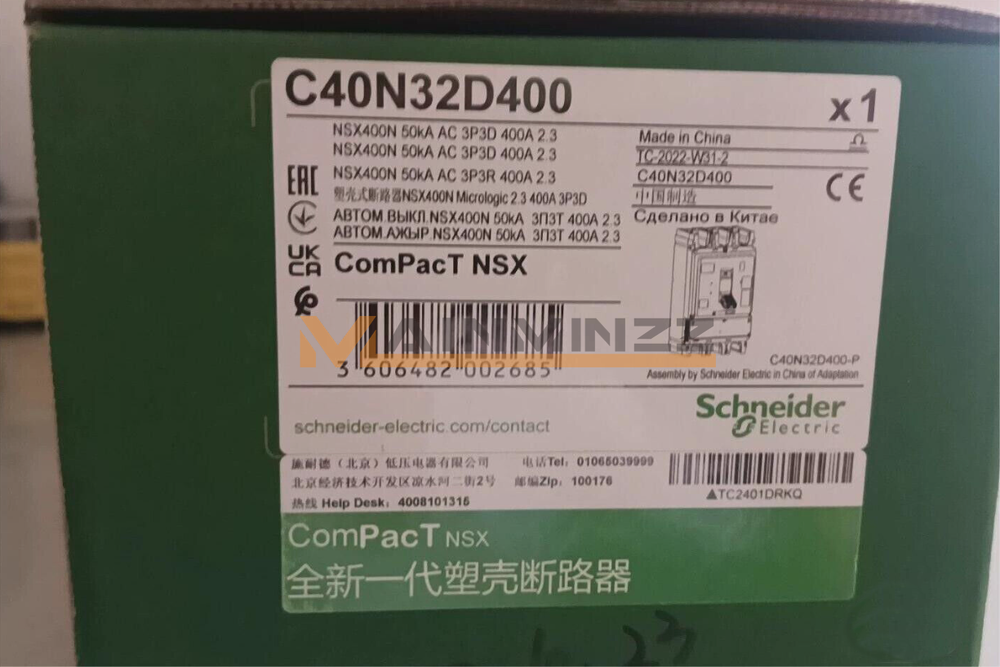 C40N32D400
x1
NSX400N 50kA AC 3P3D 400A 2.3
NSX400N 50kA AC 3P3D 400A 2.3
NSX400N 50kA AC 3P3R 400A 2.3
塑壳式断路器NSX400N Micrologic 2.3 400A 3P3D
АВТОМ.ВЫКЛ.NSX400N 50kA 3П3Т 400A 2.3
АВТОМ.АЖЫР.NSX400N 50kA 3П3Т 400A 2.3
Made in China
TC-2022-W31-2
C40N32D400
中国制造
Сделано в Китае
EAC
CE
UK
CA
ComPacT NSX
MAINMINZZ
3 606482 002685
C40N32D400-P
Assembly by Schneider Electric in China of Adaptation
schneider-electric.com/contact
Schneider
Electric
施耐德（北京）低压电器有限公司 电话Tel：01065039999
北京经济技术开发区凉水河二街2号 邮编Zip：100176
热线 Help Desk：4008101315
▲TC2401DRKQ
ComPacT NSX
全新一代塑壳断路器
23